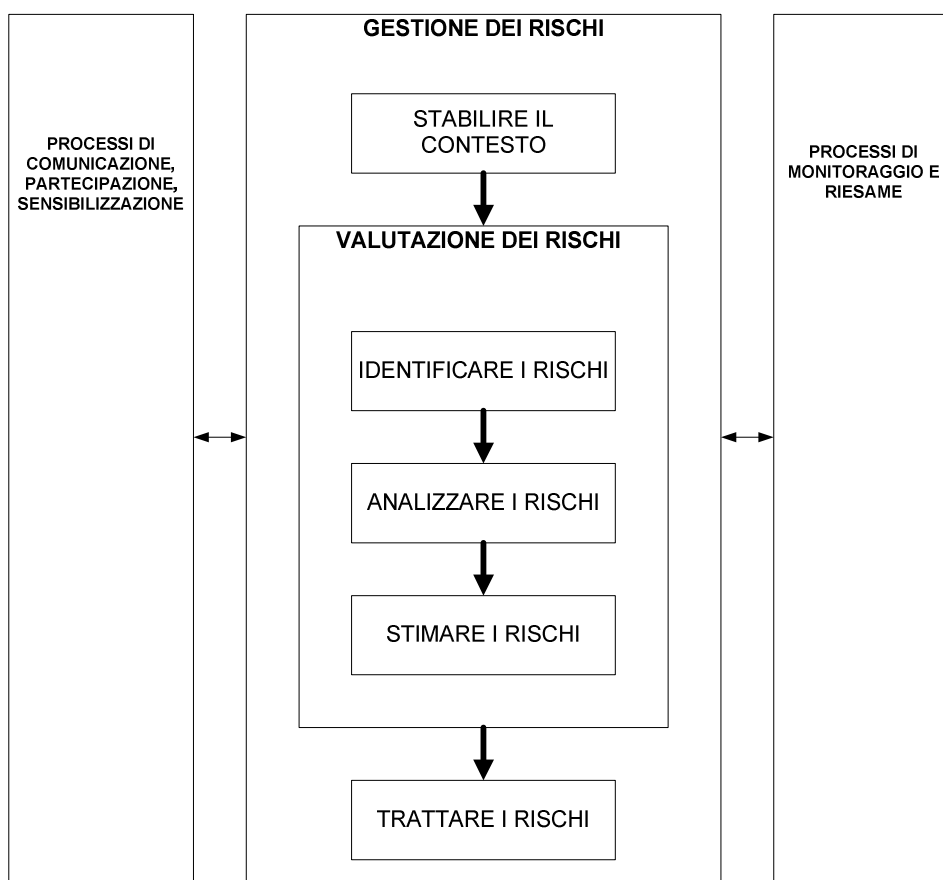 GESTIONE DEI RISCHI
STABILIRE IL
CONTESTO
PROCESSI DI
COMUNICAZIONE,
PARTECIPAZIONE,
SENSIBILIZZAZIONE
PROCESSI DI
MONITORAGGIO E
RIESAME
VALUTAZIONE DEI RISCHI
IDENTIFICARE I RISCHI
ANALIZZARE I RISCHI
STIMARE I RISCHI
TRATTARE I RISCHI